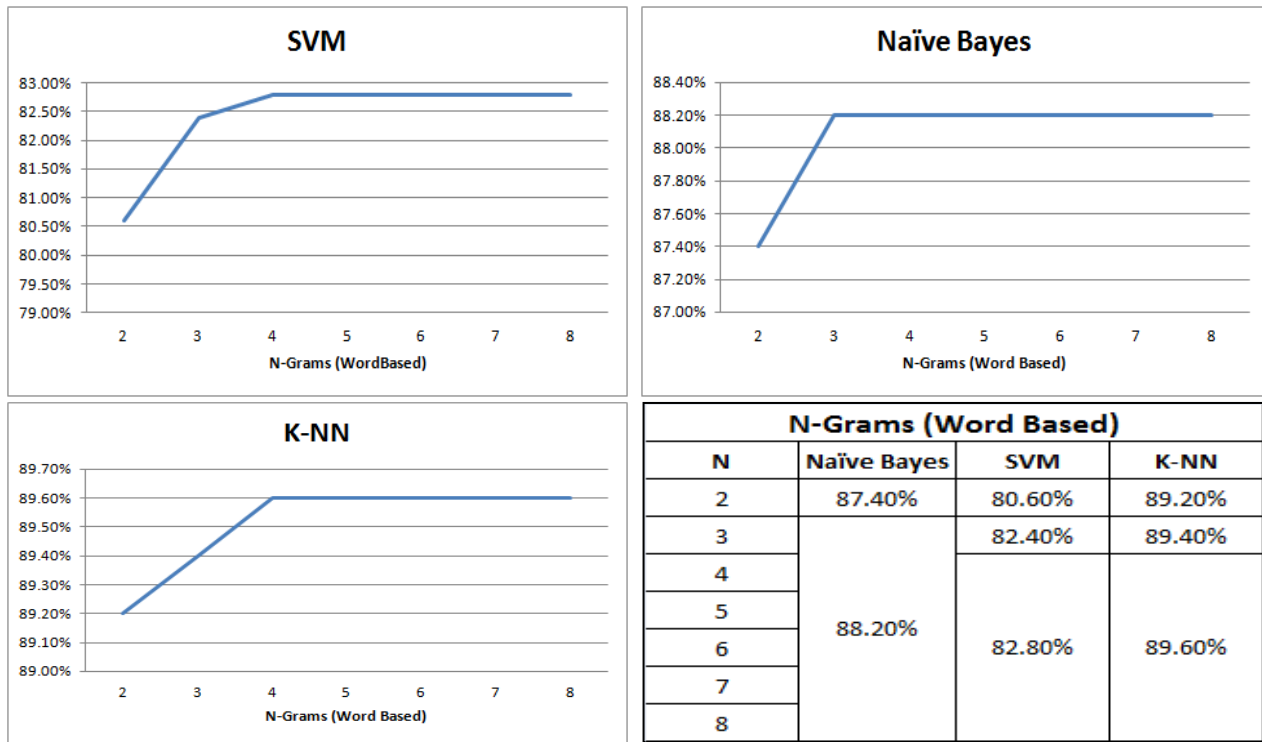 SVM
83.00%
82.50%
82.00%
81.50%
81.00%
80.50%
80.00%
79.50%
79.00%
2 3 4 5 6 7 8
N-Grams (WordBased)
Naïve Bayes
88.40%
88.20%
88.00%
87.80%
87.60%
87.40%
87.20%
87.00%
2 3 4 5 6 7 8
N-Grams (Word Based)
K-NN
89.70%
89.60%
89.50%
89.40%
89.30%
89.20%
89.10%
89.00%
2 3 4 5 6 7 8
N-Grams (Word Based)
N-Grams (Word Based)
N Naïve Bayes SVM K-NN
2 87.40% 80.60% 89.20%
3 82.40% 89.40%
4
5
88.20%
6 82.80% 89.60%
7
8